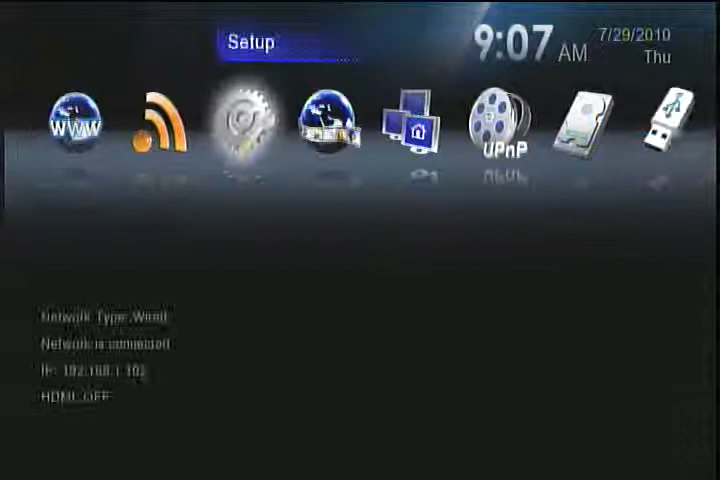 Setup
9:07 AM
7/29/2010
Thu
WWW
UPnP
Network Type:Wired
Network is connected
IP: 192.168.1.102
HDMI: OFF